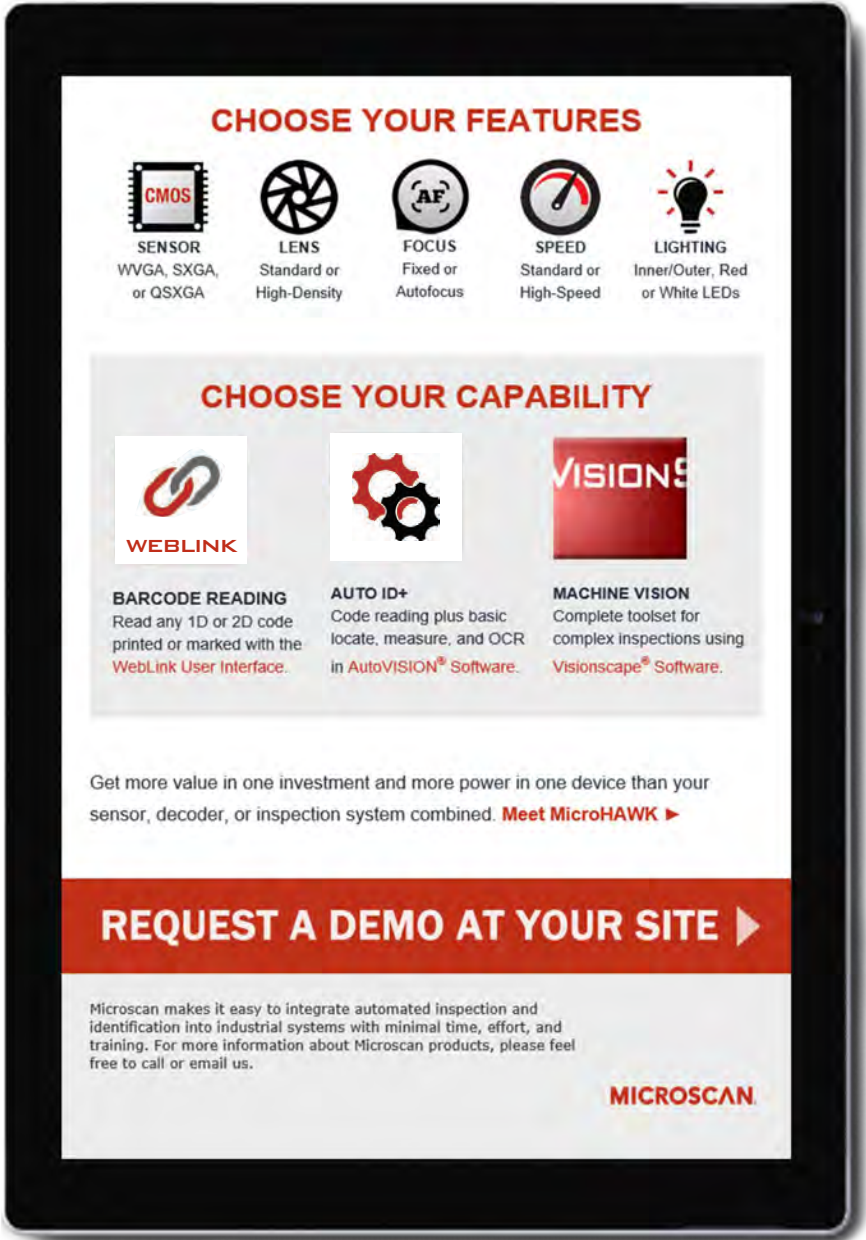 CHOOSE YOUR FEATURES
CMOS
AF
SENSOR
WVGA, SXGA,
or QSXGA
LENS
Standard or
High-Density
FOCUS
Fixed or
Autofocus
SPEED
Standard or
High-Speed
LIGHTING
Inner/Outer, Red
or White LEDs
CHOOSE YOUR CAPABILITY
WEBLINK
BARCODE READING
Read any 1D or 2D code
printed or marked with the
WebLink User Interface.
AUTO ID+
Code reading plus basic
locate, measure, and OCR
in AutoVISION® Software.
VISIONS
MACHINE VISION
Complete toolset for
complex inspections using
Visionscape® Software.
Get more value in one investment and more power in one device than your
sensor, decoder, or inspection system combined. Meet MicroHAWK ►
REQUEST A DEMO AT YOUR SITE
Microscan makes it easy to integrate automated inspection and
identification into industrial systems with minimal time, effort, and
training. For more information about Microscan products, please feel
free to call or email us.
MICROSCAN